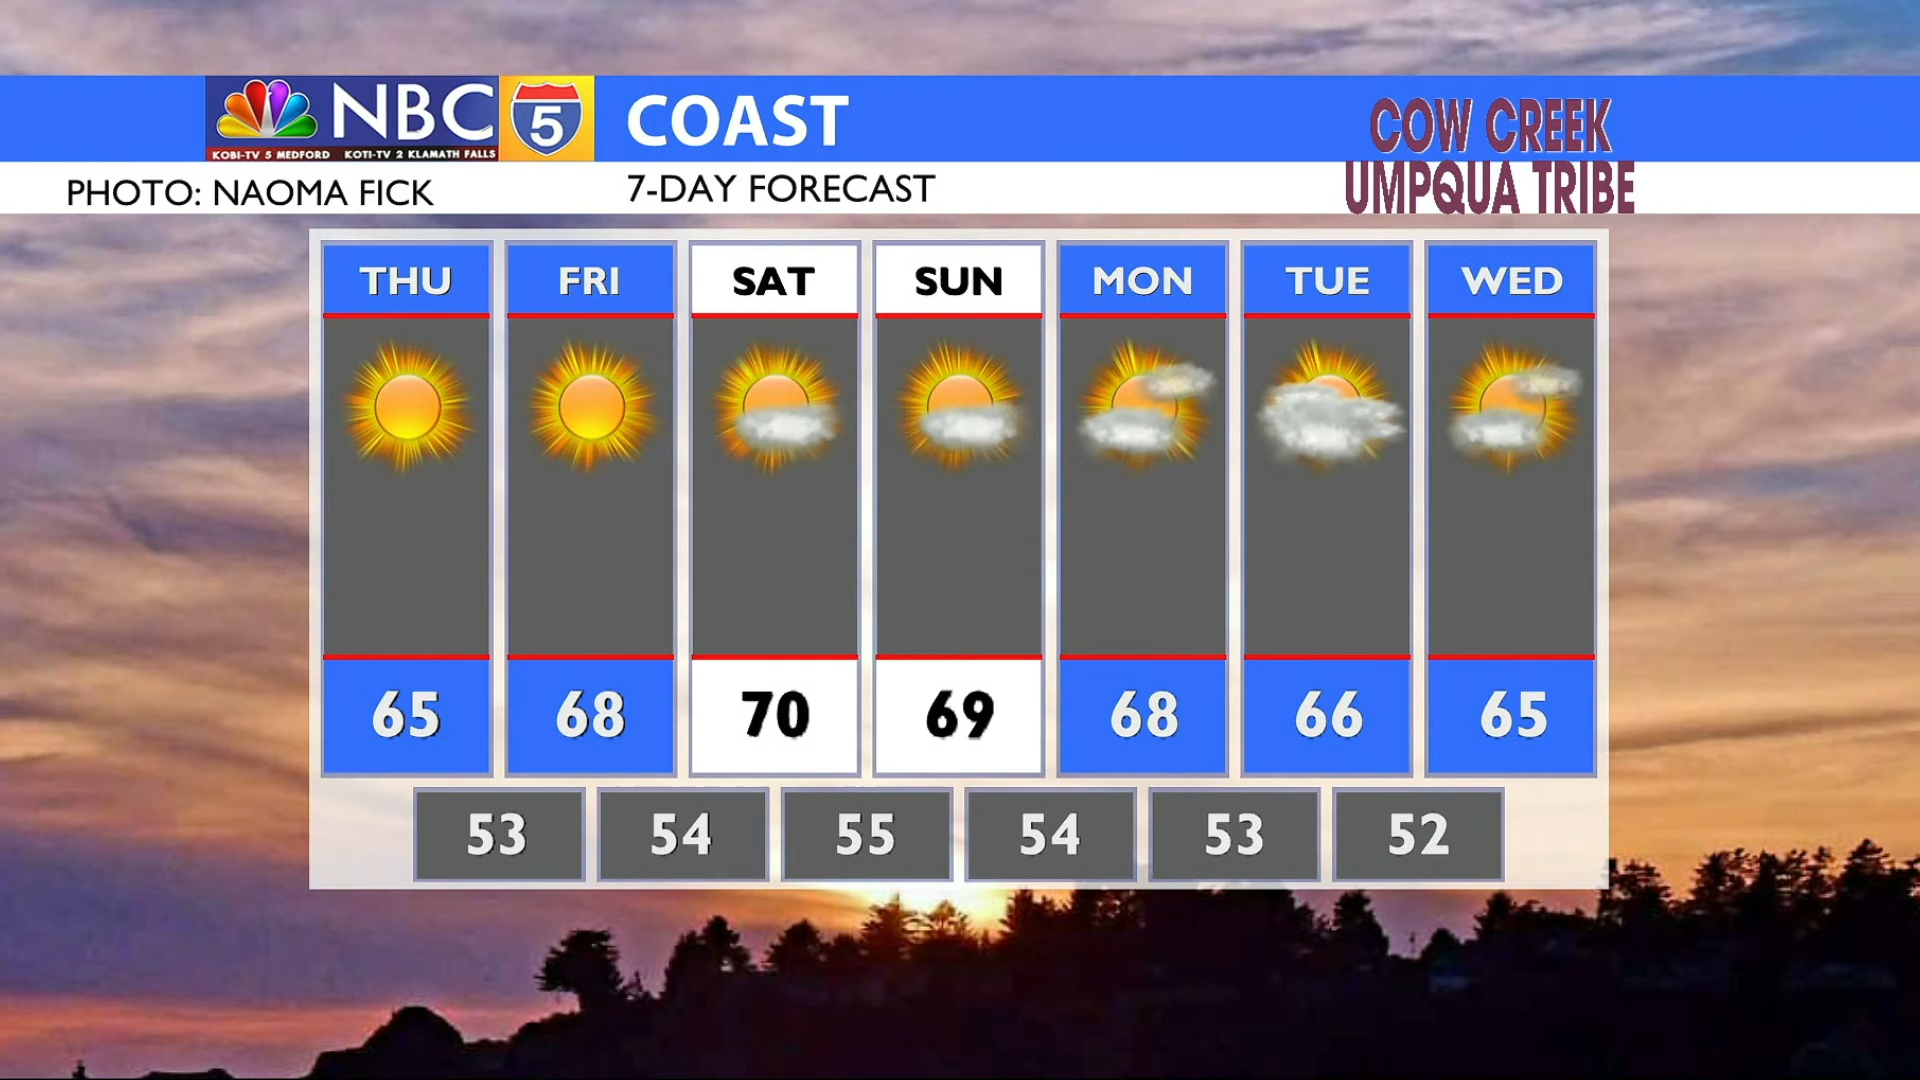 NBC 5
KOBI-TV 5 MEDFORD KOTI-TV 2 KLAMATH FALLS
COAST
COW CREEK
UMPQUA TRIBE
PHOTO: NAOMA FICK
7-DAY FORECAST
THU FRI SAT SUN MON TUE WED
65 68 70 69 68 66 65
53 54 55 54 53 52